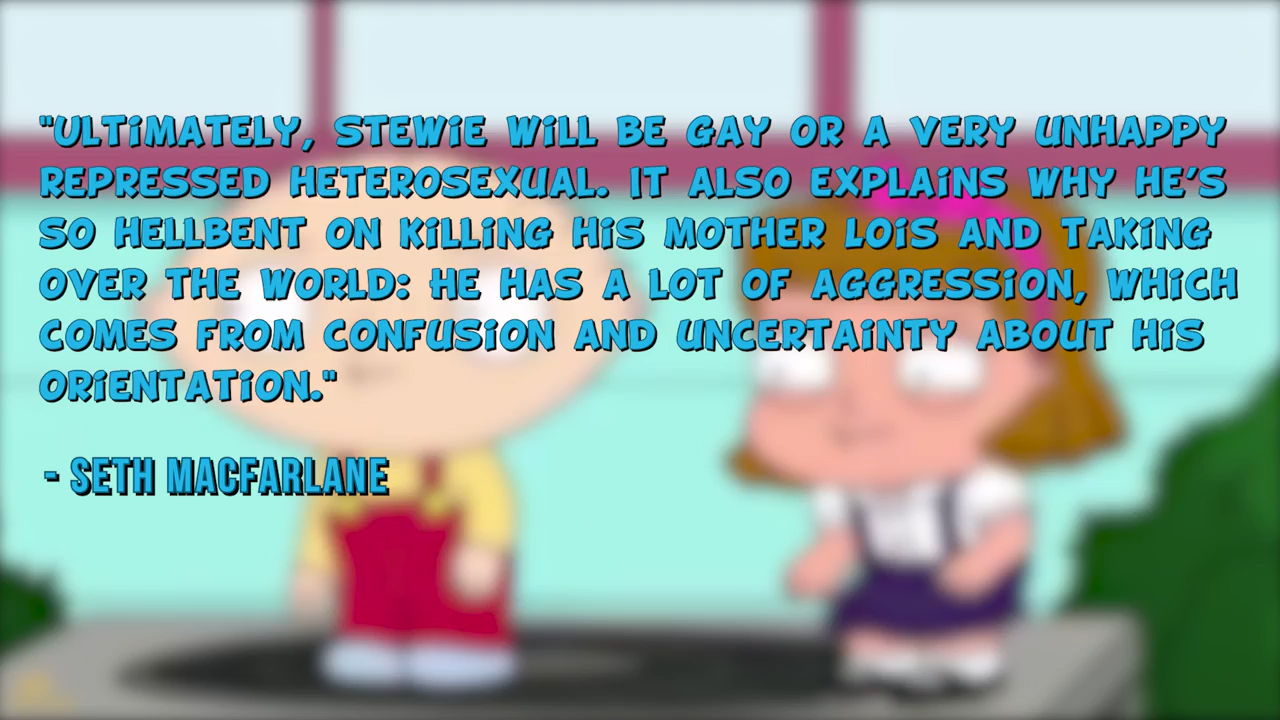 "ULTIMATELY, STEWIE WILL BE GAY OR A VERY UNHAPPY
REPRESSED HETEROSEXUAL. IT ALSO EXPLAINS WHY HE'S
SO HELLBENT ON KILLING HIS MOTHER LOIS AND TAKING
OVER THE WORLD: HE HAS A LOT OF AGGRESSION, WHICH
COMES FROM CONFUSION AND UNCERTAINTY ABOUT HIS
ORIENTATION."
- SETH MACFARLANE